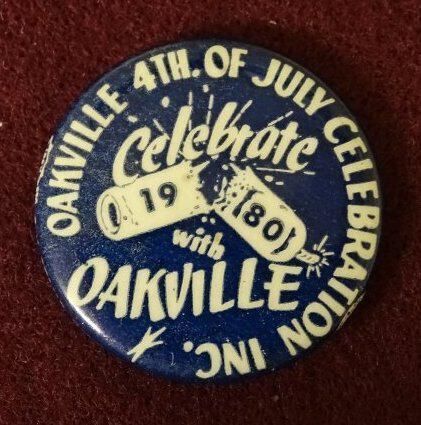 OAKVILLE 4TH. OF JULY CELEBRATION INC.
Celebrate
19 80
with
OAKVILLE